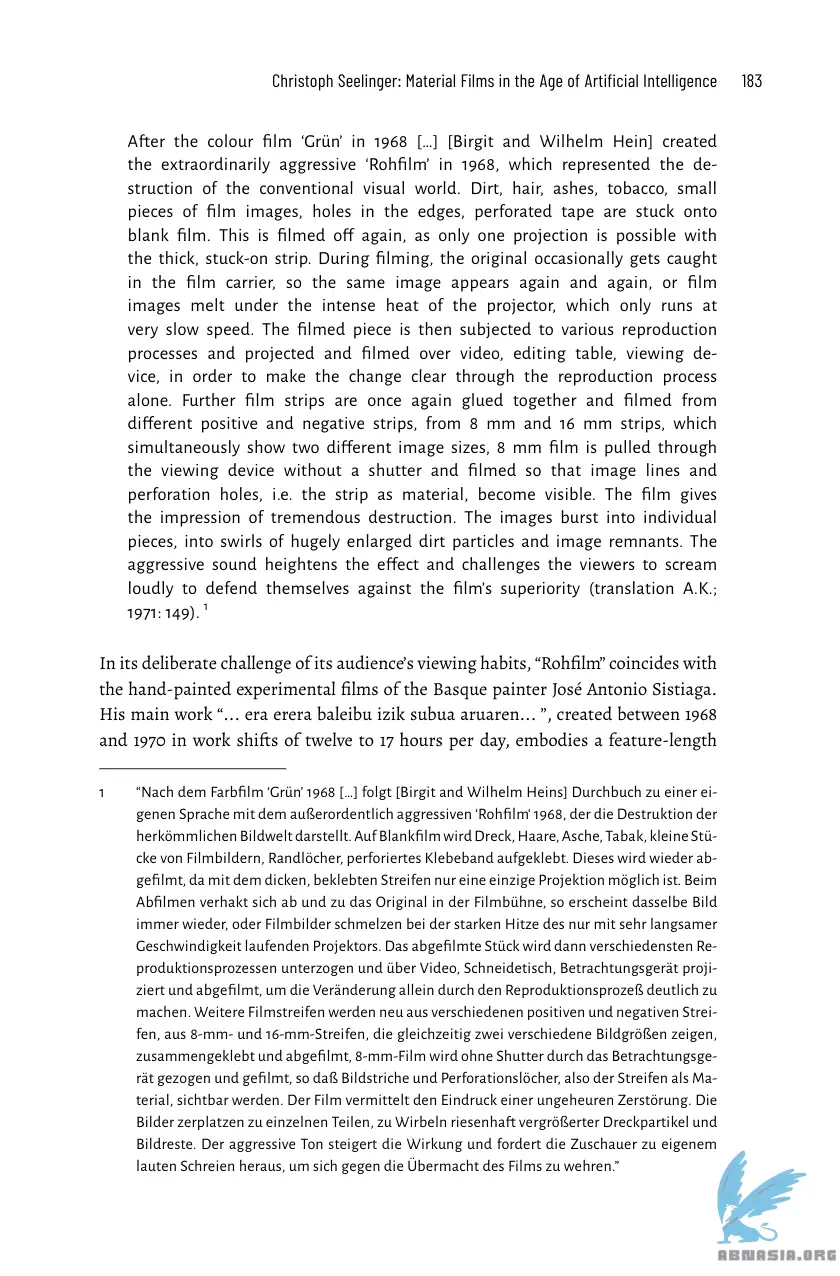 Christoph Seelinger: Material Films in the Age of Artificial Intelligence 183
After the colour film ‘Grün’ in 1968 […] [Birgit and Wilhelm Hein] created
the extraordinarily aggressive ‘Rohfilm’ in 1968, which represented the de-
struction of the conventional visual world. Dirt, hair, ashes, tobacco, small
pieces of film images, holes in the edges, perforated tape are stuck onto
blank film. This is filmed off again, as only one projection is possible with
the thick, stuck-on strip. During filming, the original occasionally gets caught
in the film carrier, so the same image appears again and again, or film
images melt under the intense heat of the projector, which only runs at
very slow speed. The filmed piece is then subjected to various reproduction
processes and projected and filmed over video, editing table, viewing de-
vice, in order to make the change clear through the reproduction process
alone. Further film strips are once again glued together and filmed from
different positive and negative strips, from 8 mm and 16 mm strips, which
simultaneously show two different image sizes, 8 mm film is pulled through
the viewing device without a shutter and filmed so that image lines and
perforation holes, i.e. the strip as material, become visible. The film gives
the impression of tremendous destruction. The images burst into individual
pieces, into swirls of hugely enlarged dirt particles and image remnants. The
aggressive sound heightens the effect and challenges the viewers to scream
loudly to defend themselves against the film’s superiority (translation A.K.;
1971: 149). 1
In its deliberate challenge of its audience’s viewing habits, “Rohfilm” coincides with
the hand-painted experimental films of the Basque painter José Antonio Sistiaga.
His main work “… era erera baleibu izik subua aruaren… ”, created between 1968
and 1970 in work shifts of twelve to 17 hours per day, embodies a feature-length
1 “Nach dem Farbfilm ‘Grün’ 1968 […] folgt [Birgit and Wilhelm Heins] Durchbuch zu einer ei-
genen Sprache mit dem außerordentlich aggressiven ‘Rohfilm‘ 1968, der die Destruktion der
herkömmlichen Bildwelt darstellt. Auf Blankfilm wird Dreck, Haare, Asche, Tabak, kleine Stü-
cke von Filmbildern, Randlöcher, perforiertes Klebeband aufgeklebt. Dieses wird wieder ab-
gefilmt, da mit dem dicken, beklebten Streifen nur eine einzige Projektion möglich ist. Beim
Abfilmen verhakt sich ab und zu das Original in der Filmbühne, so erscheint dasselbe Bild
immer wieder, oder Filmbilder schmelzen bei der starken Hitze des nur mit sehr langsamer
Geschwindigkeit laufenden Projektors. Das abgefilmte Stück wird dann verschiedensten Re-
produktionsprozessen unterzogen und über Video, Schneidetisch, Betrachtungsgerät proji-
ziert und abgefilmt, um die Veränderung allein durch den Reproduktionsprozeß deutlich zu
machen. Weitere Filmstreifen werden neu aus verschiedenen positiven und negativen Strei-
fen, aus 8-mm- und 16-mm-Streifen, die gleichzeitig zwei verschiedene Bildgrößen zeigen,
zusammengeklebt und abgefilmt, 8-mm-Film wird ohne Shutter durch das Betrachtungsge-
rät gezogen und gefilmt, so daß Bildstriche und Perforationslöcher, also der Streifen als Ma-
terial, sichtbar werden. Der Film vermittelt den Eindruck einer ungeheuren Zerstörung. Die
Bilder zerplatzen zu einzelnen Teilen, zu Wirbeln riesenhaft vergrößerter Dreckpartikel und
Bildreste. Der aggressive Ton steigert die Wirkung und fordert die Zuschauer zu eigenem
lauten Schreien heraus, um sich gegen die Übermacht des Films zu wehren.”
ABNASIA.ORG